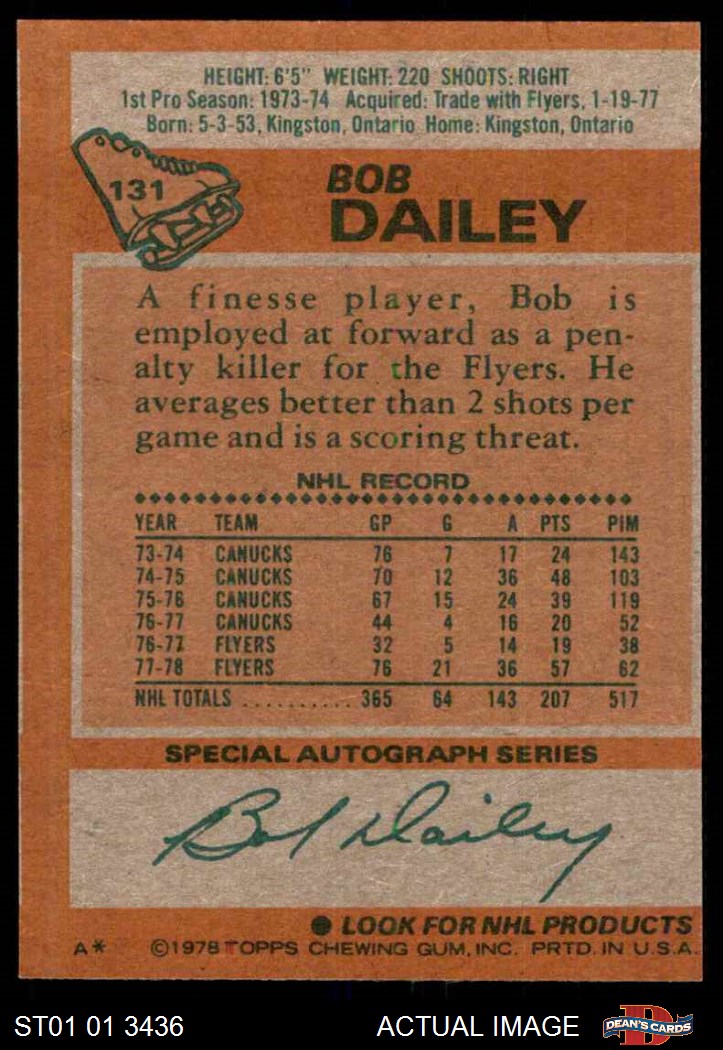 HEIGHT: 6'5" WEIGHT: 220 SHOOTS: RIGHT
1st Pro Season: 1973-74 Acquired: Trade with Flyers, 1-19-77
Born: 5-3-53, Kingston, Ontario Home: Kingston, Ontario
131
BOB
DAILEY
A finesse player, Bob is
employed at forward as a pen-
alty killer for the Flyers. He
averages better than 2 shots per
game and is a scoring threat.
NHL RECORD
YEAR TEAM GP G A PTS PIM
73-74 CANUCKS 76 7 17 24 143
74-75 CANUCKS 70 12 36 48 103
75-76 CANUCKS 67 15 24 39 119
76-77 CANUCKS 44 4 16 20 52
76-77 FLYERS 32 5 14 19 38
77-78 FLYERS 76 21 36 57 62
NHL TOTALS .......... 365 64 143 207 517
SPECIAL AUTOGRAPH SERIES
Bob Dailey
● LOOK FOR NHL PRODUCTS
A* ©1978 TOPPS CHEWING GUM, INC. PRTD. IN U.S.A.
ST01 01 3436 ACTUAL IMAGE D DEAN'S CARDS